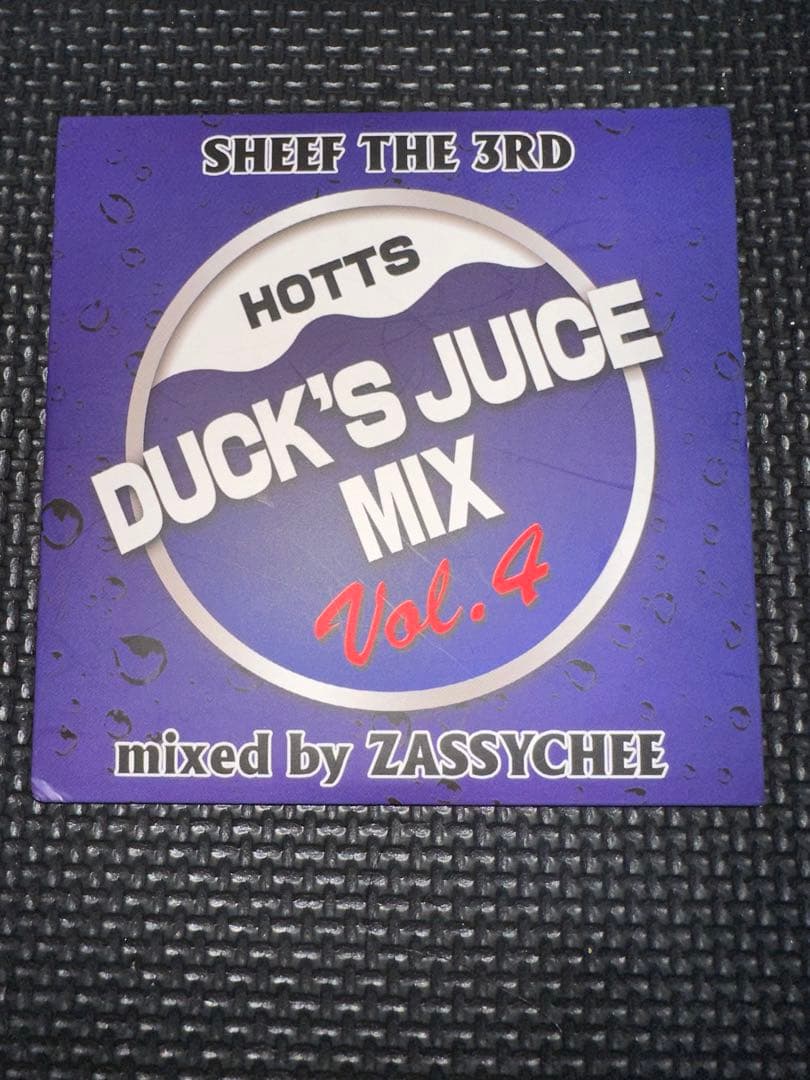 SHEEF THE 3RD
HOTTS
DUCK'S JUICE
MIX
Vol.4
mixed by ZASSYCHEE